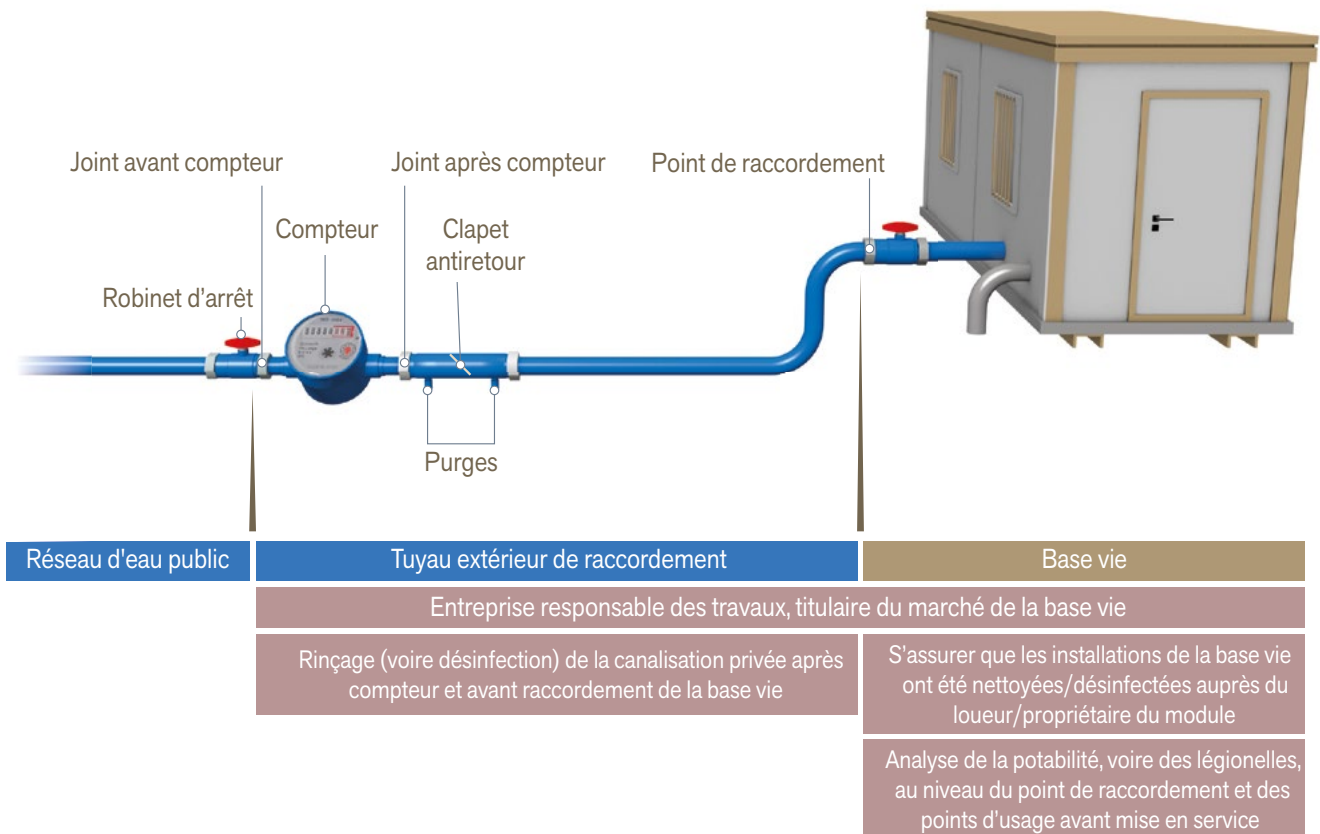 Joint avant compteur
Joint après compteur
Point de raccordement
Compteur
Clapet
antiretour
Robinet d'arrêt
Purges
Réseau d'eau public
Tuyau extérieur de raccordement
Base vie
Entreprise responsable des travaux, titulaire du marché de la base vie
Rinçage (voire désinfection) de la canalisation privée après
compteur et avant raccordement de la base vie
S'assurer que les installations de la base vie
ont été nettoyées/désinfectées auprès du
loueur/propriétaire du module
Analyse de la potabilité, voire des légionelles,
au niveau du point de raccordement et des
points d'usage avant mise en service